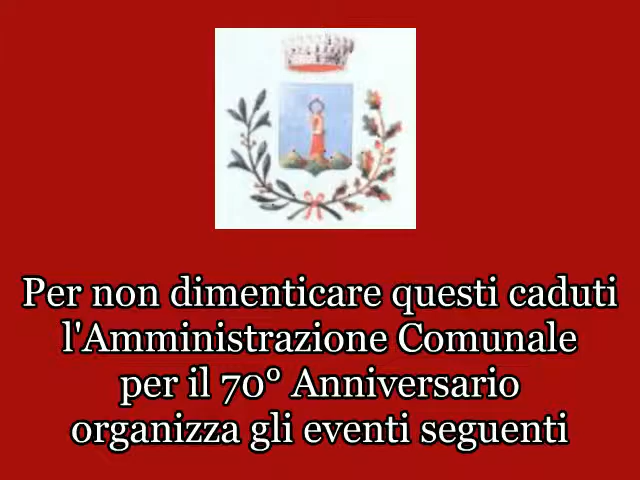 Per non dimenticare questi caduti
l'Amministrazione Comunale
per il 70° Anniversario
organizza gli eventi seguenti